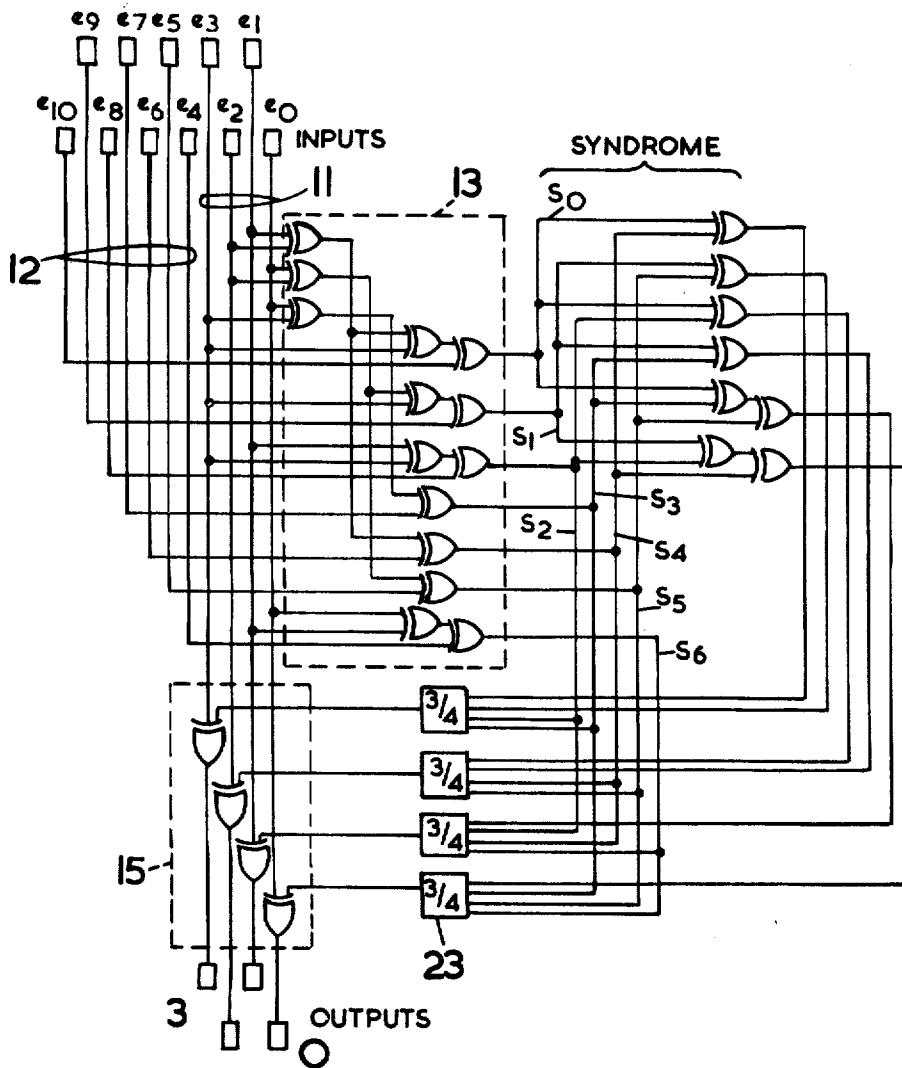 e9 e7 e5 e3 e1
e10 e8 e6 e4 e2 e0 INPUTS
SYNDROME
11
13
S0
12
S1
S2
S3
S4
S5
S6
3/4
3/4
3/4
3/4
15
23
3
OUTPUTS
0